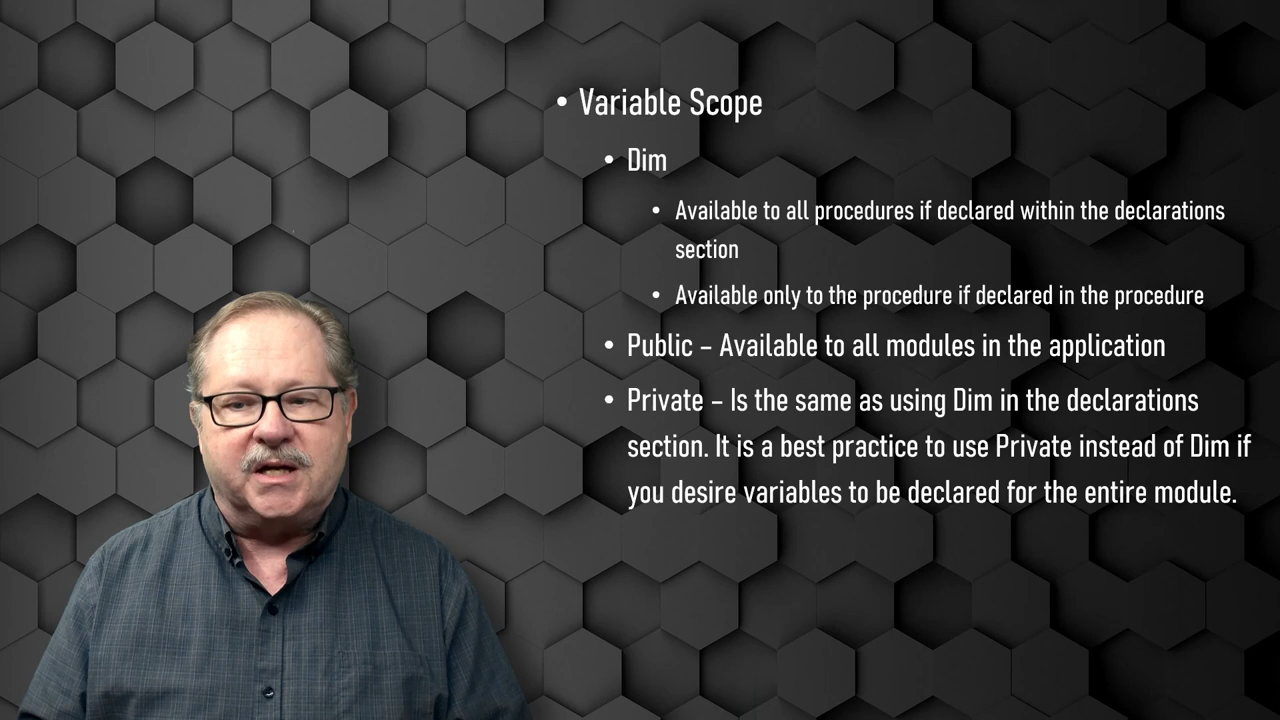 • Variable Scope
• Dim
• Available to all procedures if declared within the declarations
section
• Available only to the procedure if declared in the procedure
• Public – Available to all modules in the application
• Private – Is the same as using Dim in the declarations
section. It is a best practice to use Private instead of Dim if
you desire variables to be declared for the entire module.